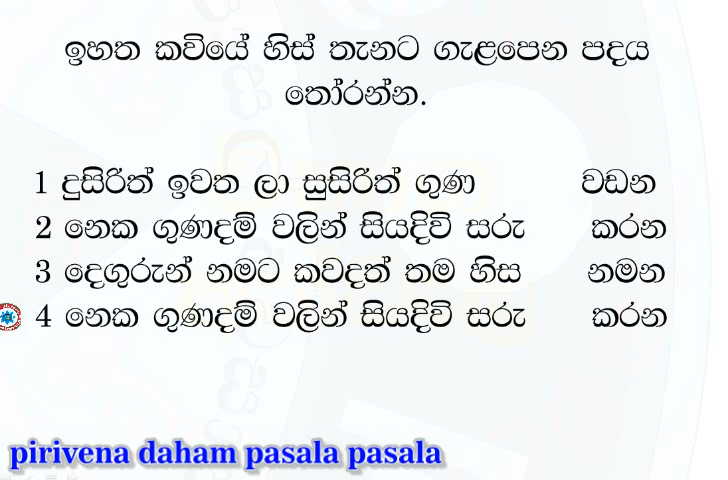 ඉහත කවියේ හිස් තැනට ගැළපෙන පදය
තෝරන්න.
1 දුසිරිත් ඉවත ලා සුසිරිත් ගුණ වඩන
2 නෙක ගුණදම් වලින් සියදිවි සරු කරන
3 දෙගුරුන් නමට කවදත් තම හිස නමන
4 නෙක ගුණදම් වලින් සියදිවි සරු කරන
pirivena daham pasala pasala